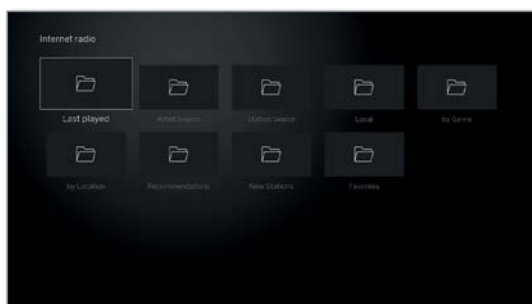 Internet radio
Last played
Artist Search
Station Search
Local
by Genre
by Location
Recommendations
New Stations
Favorites